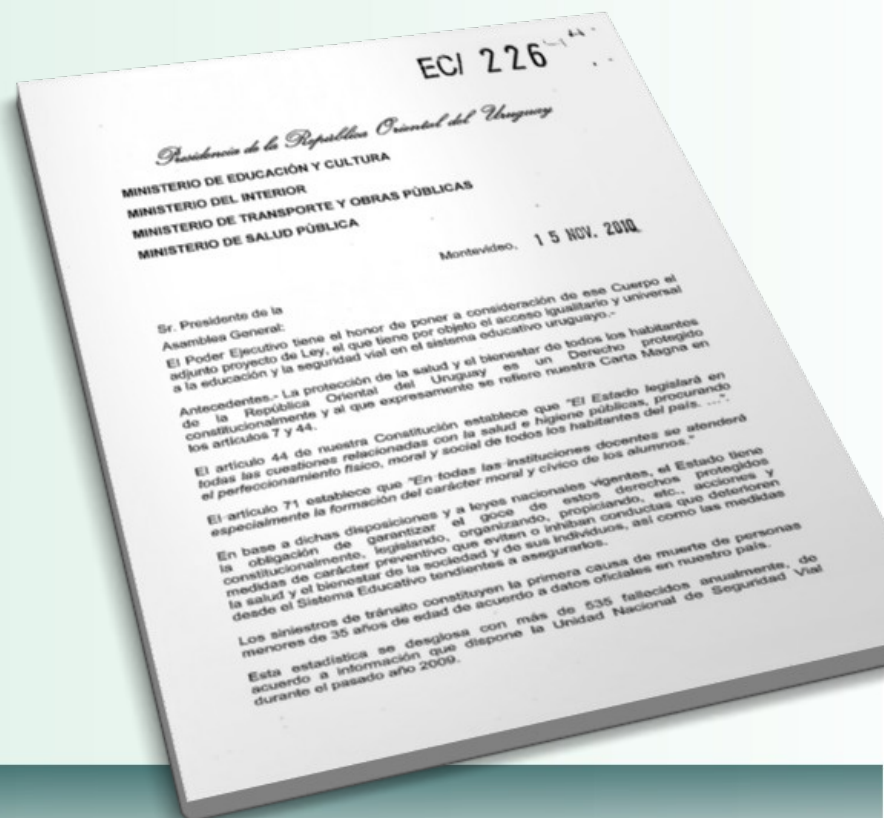 EC/ 226
Presidencia de la República Oriental del Uruguay
MINISTERIO DE EDUCACIÓN Y CULTURA
MINISTERIO DEL INTERIOR
MINISTERIO DE TRANSPORTE Y OBRAS PÚBLICAS
MINISTERIO DE SALUD PÚBLICA
Montevideo, 15 NOV. 2010
Sr. Presidente de la
Asamblea General:
El Poder Ejecutivo tiene el honor de poner a consideración de ese Cuerpo el
adjunto proyecto de Ley, el que tiene por objeto el acceso igualitario y universal
a la educación y la seguridad vial en el sistema educativo uruguayo.-
Antecedentes.- La protección de la salud y el bienestar de todos los habitantes
de la República Oriental del Uruguay es un Derecho protegido
constitucionalmente y al que expresamente se refiere nuestra Carta Magna en
los artículos 7 y 44.
El artículo 44 de nuestra Constitución establece que "El Estado legislará en
todas las cuestiones relacionadas con la salud e higiene públicas, procurando
el perfeccionamiento físico, moral y social de todos los habitantes del país. ...".
El artículo 71 establece que "En todas las instituciones docentes se atenderá
especialmente la formación del carácter moral y cívico de los alumnos."
En base a dichas disposiciones y a leyes nacionales vigentes, el Estado tiene
la obligación de garantizar el goce de estos derechos protegidos
constitucionalmente, legislando, organizando, propiciando, etc., acciones y
medidas de carácter preventivo que eviten o inhiban conductas que deterioren
la salud y el bienestar de la sociedad y de sus individuos, así como las medidas
desde el Sistema Educativo tendientes a asegurarlos.
Los siniestros de tránsito constituyen la primera causa de muerte de personas
menores de 35 años de edad de acuerdo a datos oficiales en nuestro país.
Esta estadística se desglosa con más de 535 fallecidos anualmente, de
acuerdo a información que dispone la Unidad Nacional de Seguridad Vial
durante el pasado año 2009.